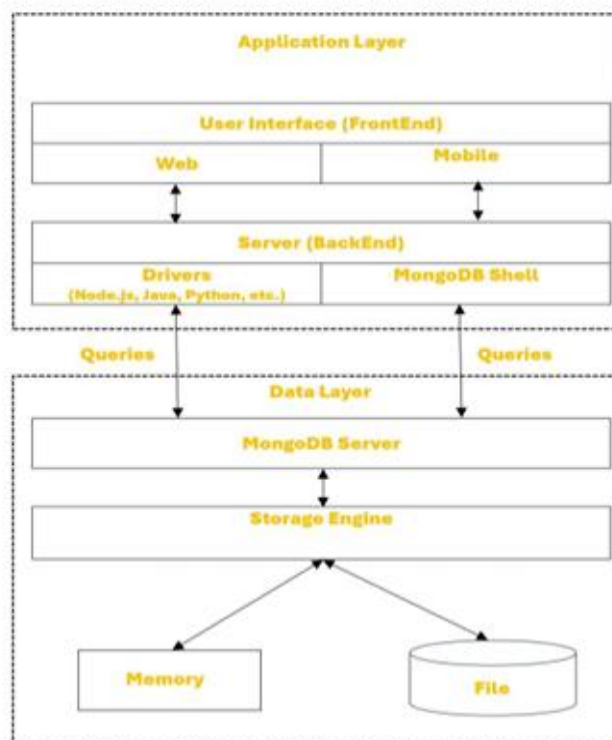 Application Layer
User Interface (FrontEnd)
Web
Mobile
Server (BackEnd)
Drivers
(Node.js, Java, Python, etc.)
MongoDB Shell
Queries
Queries
Data Layer
MongoDB Server
Storage Engine
Memory
File